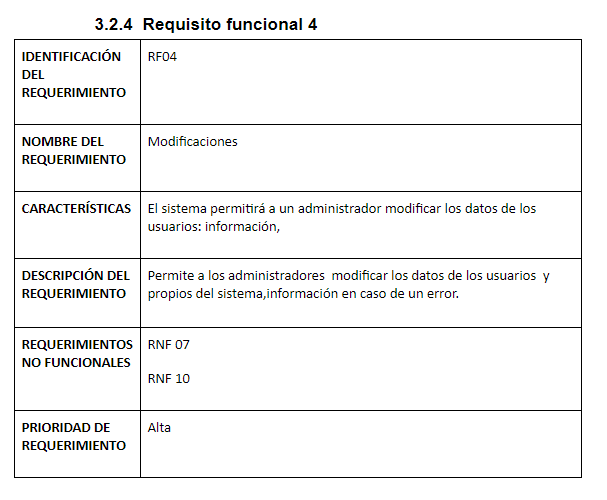 3.2.4 Requisito funcional 4
IDENTIFICACIÓN
DEL
REQUERIMIENTO
RF04
NOMBRE DEL
REQUERIMIENTO
Modificaciones
CARACTERÍSTICAS
El sistema permitirá a un administrador modificar los datos de los
usuarios: información,
DESCRIPCIÓN DEL
REQUERIMIENTO
Permite a los administradores  modificar los datos de los usuarios  y
propios del sistema,información en caso de un error.
REQUERIMIENTOS
NO FUNCIONALES
RNF 07
RNF 10
PRIORIDAD DE
REQUERIMIENTO
Alta